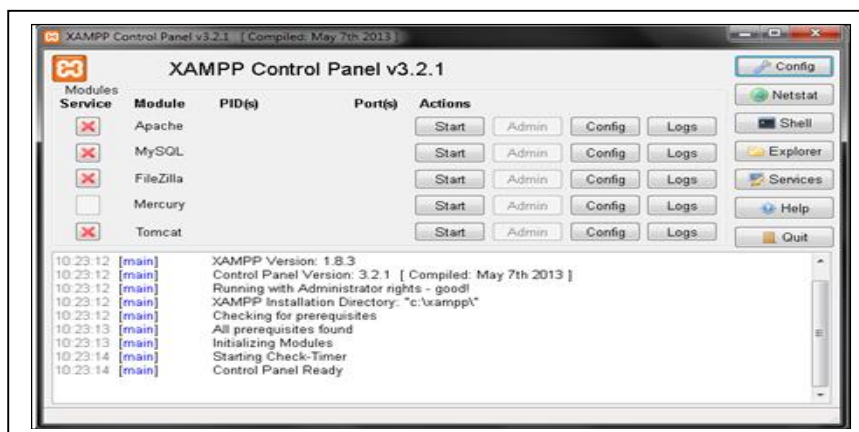 XAMPP Control Panel v3.2.1 [ Compiled: May 7th 2013 ]
XAMPP Control Panel v3.2.1
Config
Modules
Service Module PID(s) Port(s) Actions
Netstat
Apache Start Admin Config Logs
Shell
MySQL Start Admin Config Logs
Explorer
FileZilla Start Admin Config Logs
Services
Mercury Start Admin Config Logs
Help
Tomcat Start Admin Config Logs
Quit
10:23:12 [main] XAMPP Version: 1.8.3
10:23:12 [main] Control Panel Version: 3.2.1 [ Compiled: May 7th 2013 ]
10:23:12 [main] Running with Administrator rights - good!
10:23:12 [main] XAMPP Installation Directory: "c:\xampp\"
10:23:12 [main] Checking for prerequisites
10:23:13 [main] All prerequisites found
10:23:13 [main] Initializing Modules
10:23:14 [main] Starting Check-Timer
10:23:14 [main] Control Panel Ready